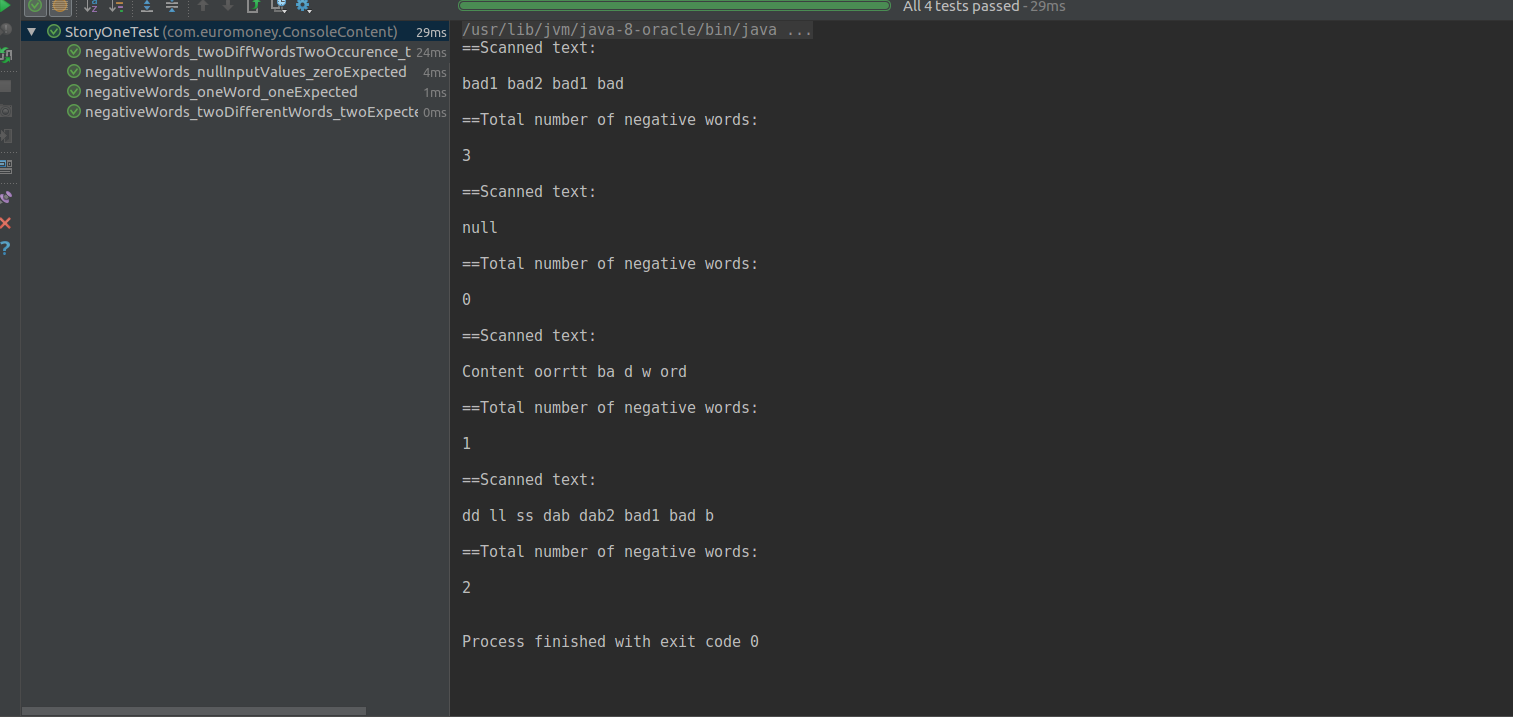 All 4 tests passed - 29ms
StoryOneTest (com.euromoney.ConsoleContent) 29ms
negativeWords_twoDiffWordsTwoOccurence_t 24ms
negativeWords_nullInputValues_zeroExpected 4ms
negativeWords_oneWord_oneExpected 1ms
negativeWords_twoDifferentWords_twoExpecte 0ms
/usr/lib/jvm/java-8-oracle/bin/java ...
==Scanned text:
bad1 bad2 bad1 bad
==Total number of negative words:
3
==Scanned text:
null
==Total number of negative words:
0
==Scanned text:
Content oorrtt ba d w ord
==Total number of negative words:
1
==Scanned text:
dd ll ss dab dab2 bad1 bad b
==Total number of negative words:
2
Process finished with exit code 0